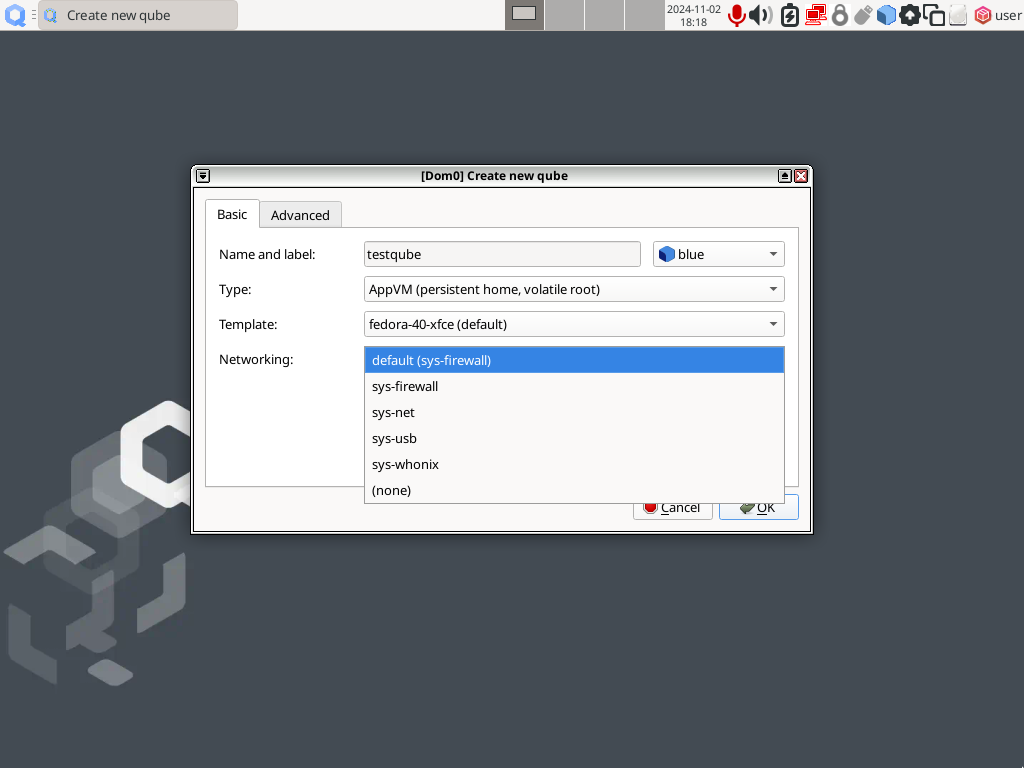 Create new qube
2024-11-02
18:18
user
[Dom0] Create new qube
Basic
Advanced
Name and label:
testqube
blue
Type:
AppVM (persistent home, volatile root)
Template:
fedora-40-xfce (default)
Networking:
default (sys-firewall)
sys-firewall
sys-net
sys-usb
sys-whonix
(none)
Cancel
OK